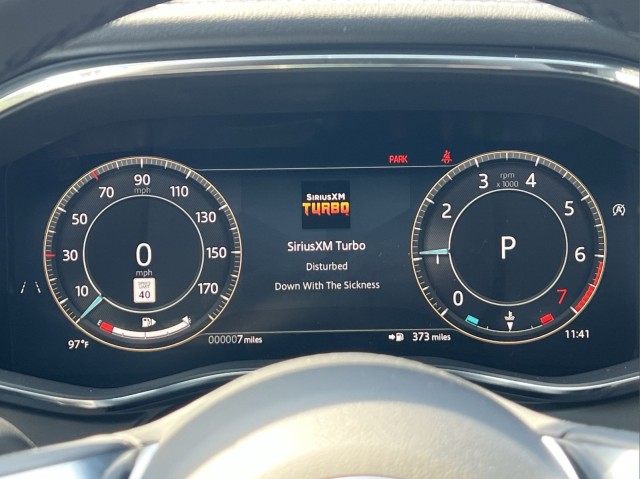 PARK
90
mph
70
110
50
130
30
150
10
170
0
mph
SPEED
LIMIT
40
SIRIUSXM
TURBO
SiriusXM Turbo
Disturbed
Down With The Sickness
rpm
x 1000
3
4
2
5
1
6
0
7
P
97°F
000007 miles
373 miles
11:41